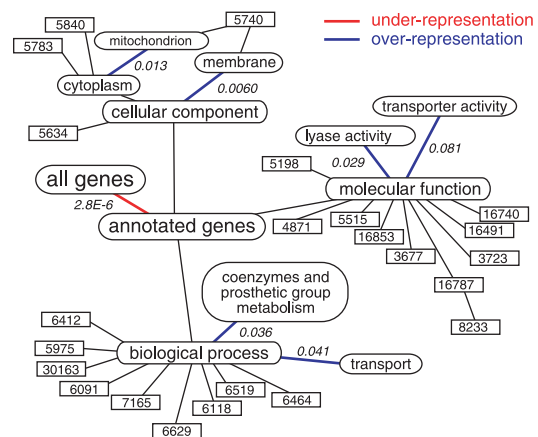 5740
under-representation
5840
mitochondrion
over-representation
5783
membrane
0.013
cytoplasm
0.0060
transporter activity
cellular component
5634
lyase activity
0.081
5198
0.029
all genes
molecular function
2.8E-6
16740
5515
16491
annotated genes
4871
16853
3677
3723
coenzymes and
prosthetic group
metabolism
16787
6412
8233
0.036
5975
biological process
0.041
30163
transport
6091
6519
6464
7165
6118
6629